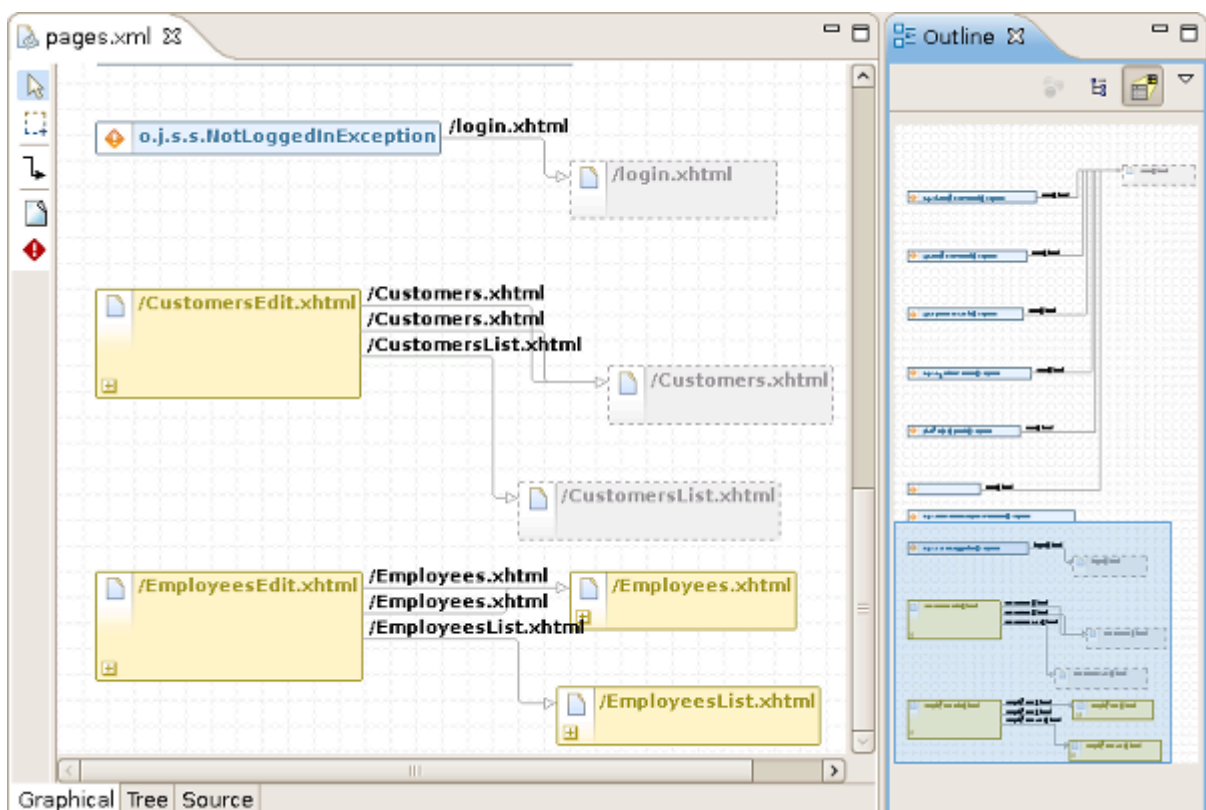 pages.xml
Outline
o.j.s.s.NotLoggedInException
/login.xhtml
/login.xhtml
/CustomersEdit.xhtml
/Customers.xhtml
/Customers.xhtml
/CustomersList.xhtml
/Customers.xhtml
/CustomersList.xhtml
/EmployeesEdit.xhtml
/Employees.xhtml
/Employees.xhtml
/EmployeesList.xhtml
/Employees.xhtml
/EmployeesList.xhtml
Graphical Tree Source